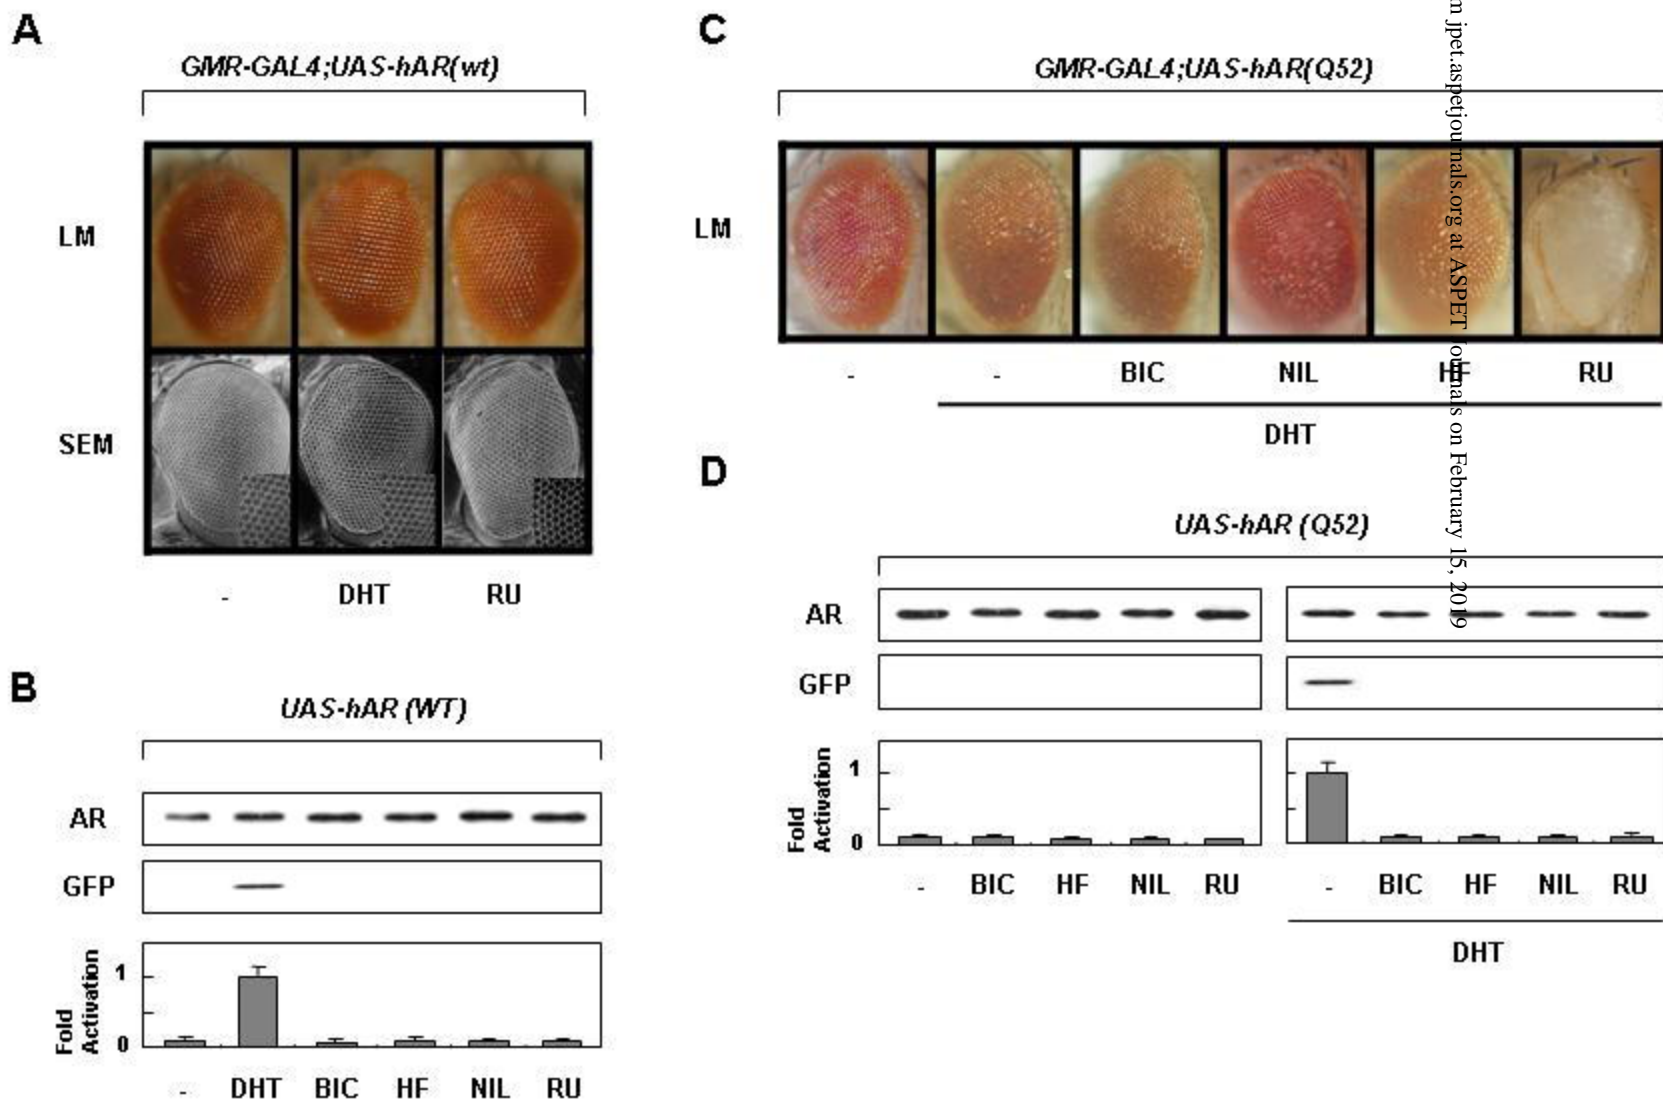 A
GMR-GAL4;UAS-hAR(wt)
LM
SEM
- DHT RU
B
UAS-hAR (WT)
AR
GFP
Fold Activation
1
0
- DHT BIC HF NIL RU
C
GMR-GAL4;UAS-hAR(Q52)
LM
- - BIC NIL HF RU
DHT
D
UAS-hAR (Q52)
AR
GFP
Fold Activation
1
0
- BIC HF NIL RU - BIC HF NIL RU
DHT
m jpet.aspetjournals.org at ASPET Journals on February 15, 2019